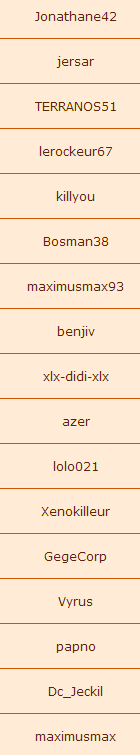 Jonathane42
jersar
TERRANOS51
lerockeur67
killyou
Bosman38
maximusmax93
benjiv
xlx-didi-xlx
azer
lolo021
Xenokilleur
GegeCorp
Vyrus
papno
Dc_Jeckil
maximusmax